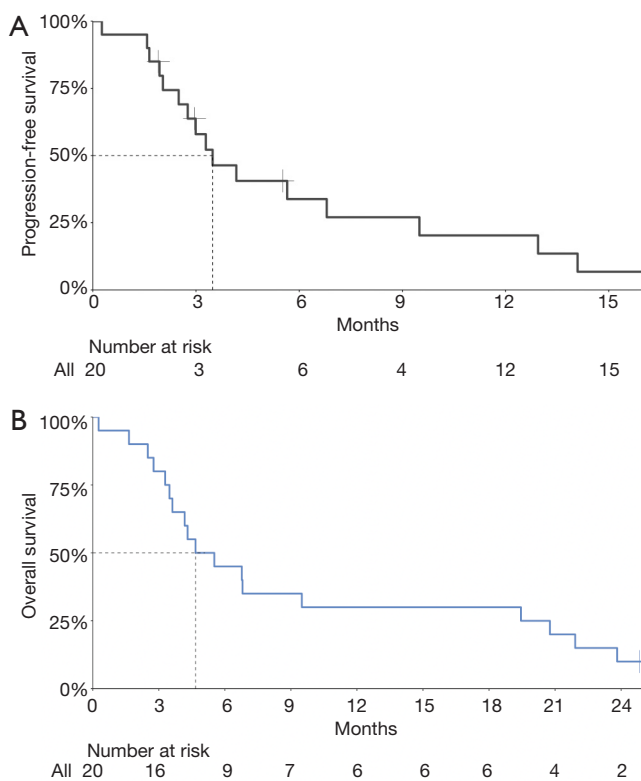 A
100%
75%
50%
25%
0%
Progression-free survival
0 3 6 9 12 15
Months
Number at risk
All 20 3 6 4 12 15
B
100%
75%
50%
25%
0%
Overall survival
0 3 6 9 12 15 18 21 24
Months
Number at risk
All 20 16 9 7 6 6 6 4 2